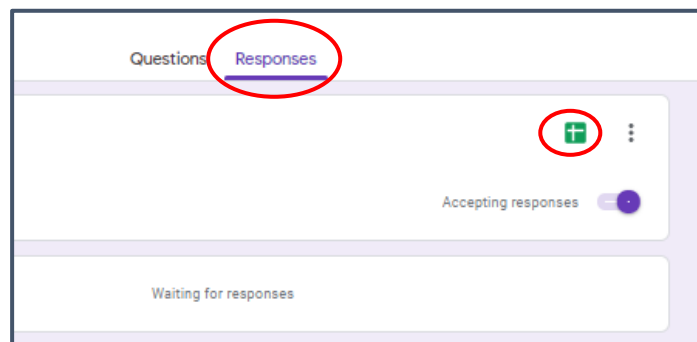 Questions Responses
Accepting responses
Waiting for responses